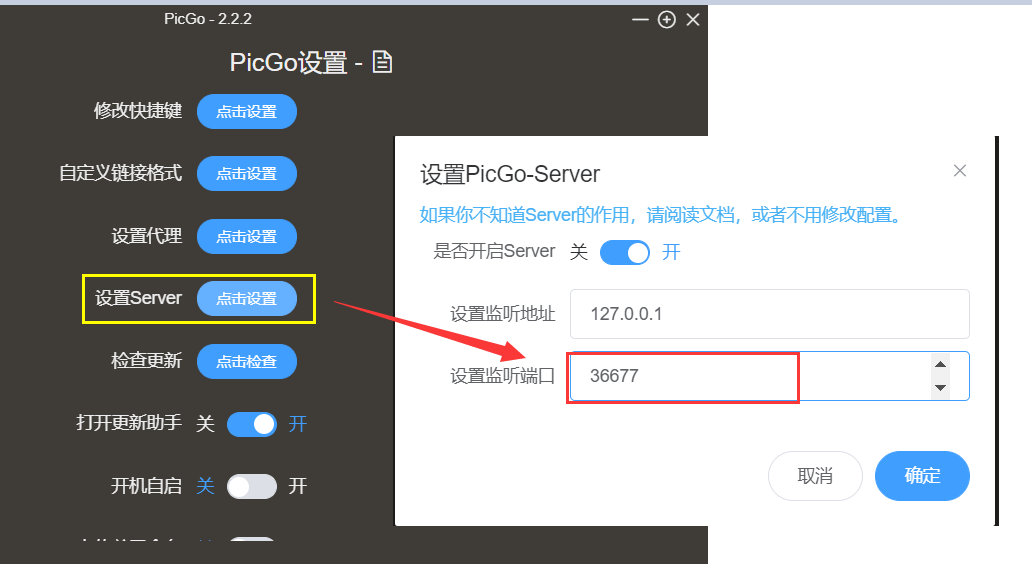 PicGo - 2.2.2
PicGo设置 -
修改快捷键 点击设置
自定义链接格式 点击设置
设置代理 点击设置
设置Server 点击设置
检查更新 点击检查
打开更新助手 关 开
开机自启 关 开
设置PicGo-Server
如果你不知道Server的作用，请阅读文档，或者不用修改配置。
是否开启Server 关 开
设置监听地址 127.0.0.1
设置监听端口 36677
取消 确定